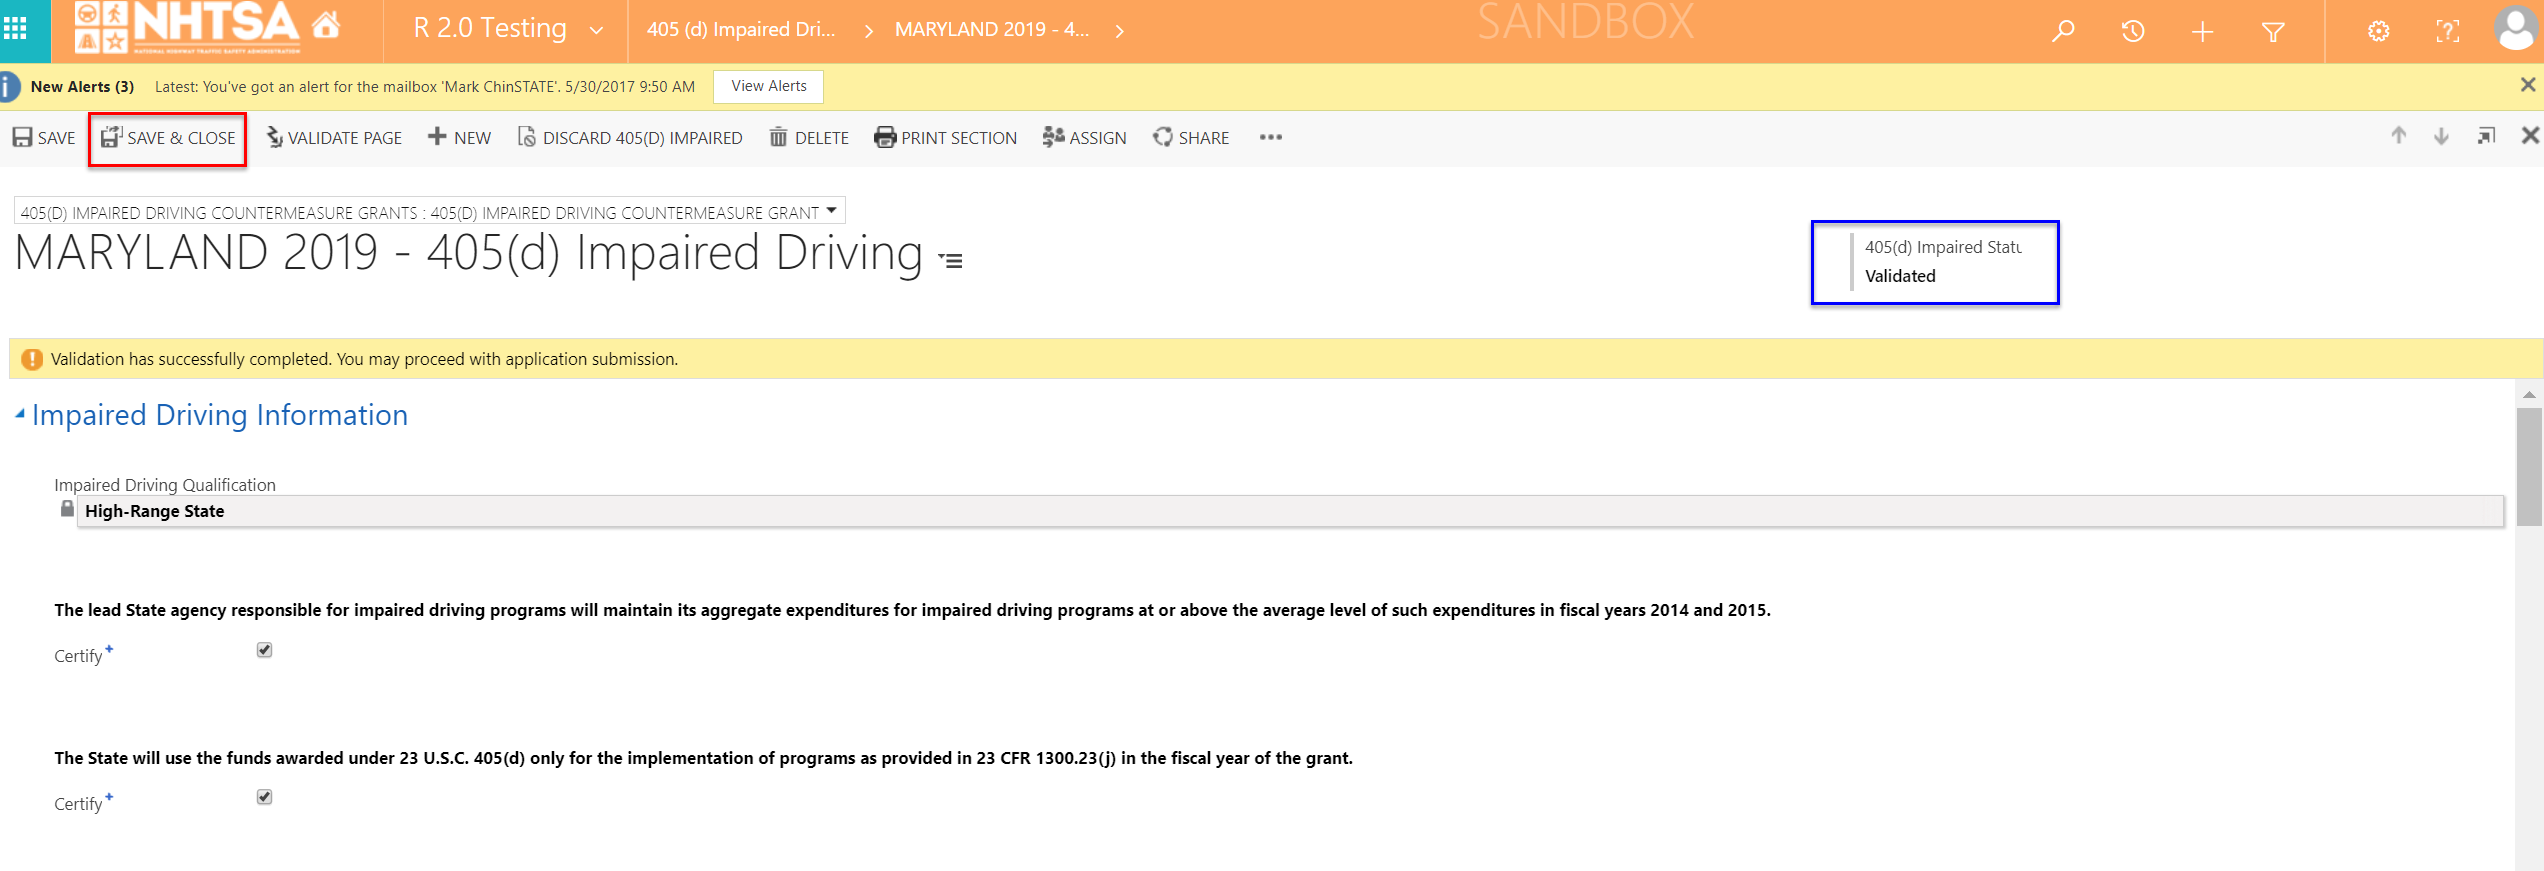 NHTSA
NATIONAL HIGHWAY TRAFFIC SAFETY ADMINISTRATION
R 2.0 Testing
405 (d) Impaired Dri...
MARYLAND 2019 - 4...
SANDBOX
New Alerts (3)
Latest: You've got an alert for the mailbox 'Mark ChinSTATE'. 5/30/2017 9:50 AM
View Alerts
SAVE
SAVE & CLOSE
VALIDATE PAGE
NEW
DISCARD 405(D) IMPAIRED
DELETE
PRINT SECTION
ASSIGN
SHARE
405(D) IMPAIRED DRIVING COUNTERMEASURE GRANTS : 405(D) IMPAIRED DRIVING COUNTERMEASURE GRANT
MARYLAND 2019 - 405(d) Impaired Driving
405(d) Impaired Statu
Validated
Validation has successfully completed. You may proceed with application submission.
Impaired Driving Information
Impaired Driving Qualification
High-Range State
The lead State agency responsible for impaired driving programs will maintain its aggregate expenditures for impaired driving programs at or above the average level of such expenditures in fiscal years 2014 and 2015.
Certify+
The State will use the funds awarded under 23 U.S.C. 405(d) only for the implementation of programs as provided in 23 CFR 1300.23(j) in the fiscal year of the grant.
Certify+